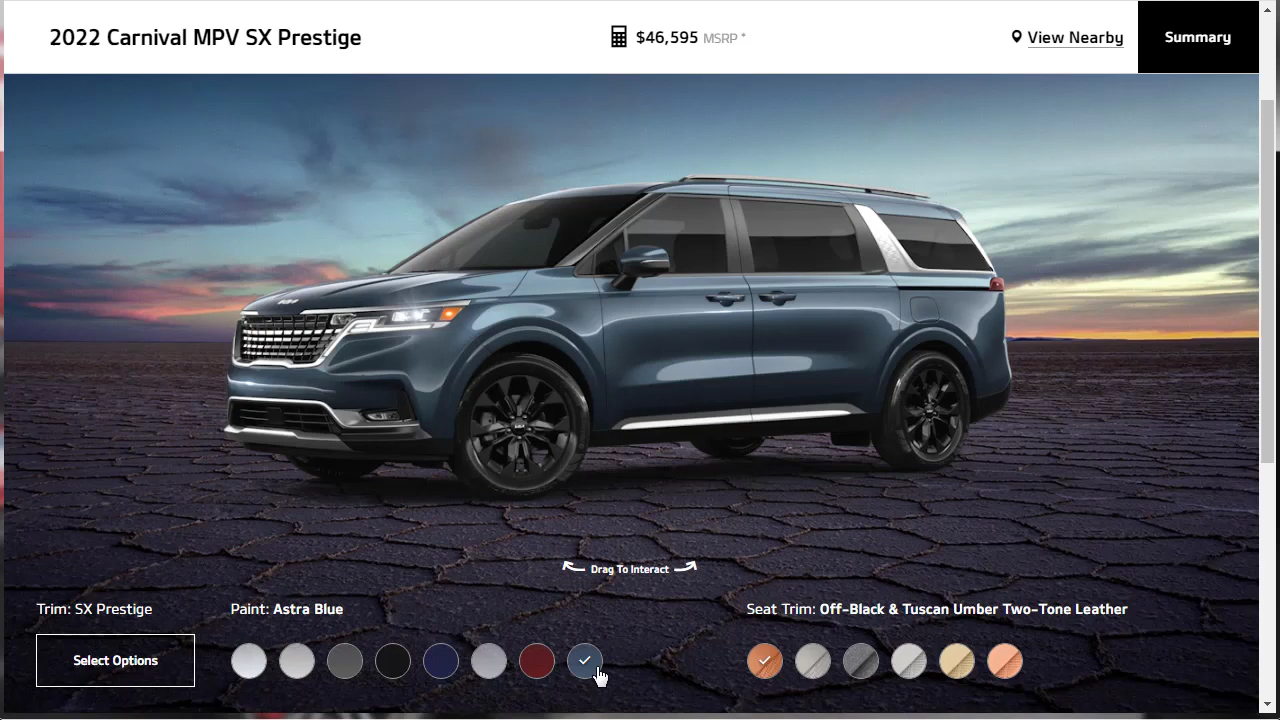 2022 Carnival MPV SX Prestige
$46,595 MSRP *
View Nearby
Summary
Drag To Interact
Trim: SX Prestige
Paint: Astra Blue
Seat Trim: Off-Black & Tuscan Umber Two-Tone Leather
Select Options